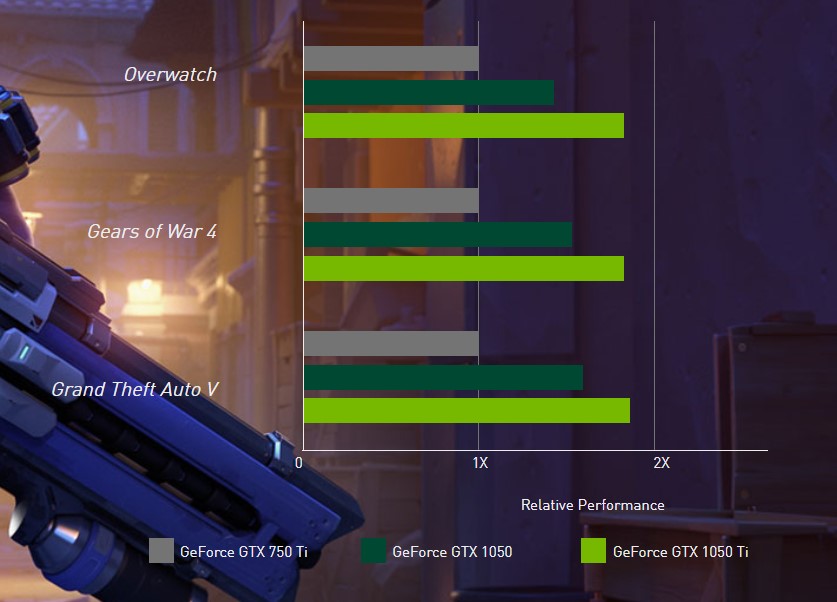 Overwatch
Gears of War 4
Grand Theft Auto V
0 1X 2X
Relative Performance
GeForce GTX 750 Ti GeForce GTX 1050 GeForce GTX 1050 Ti